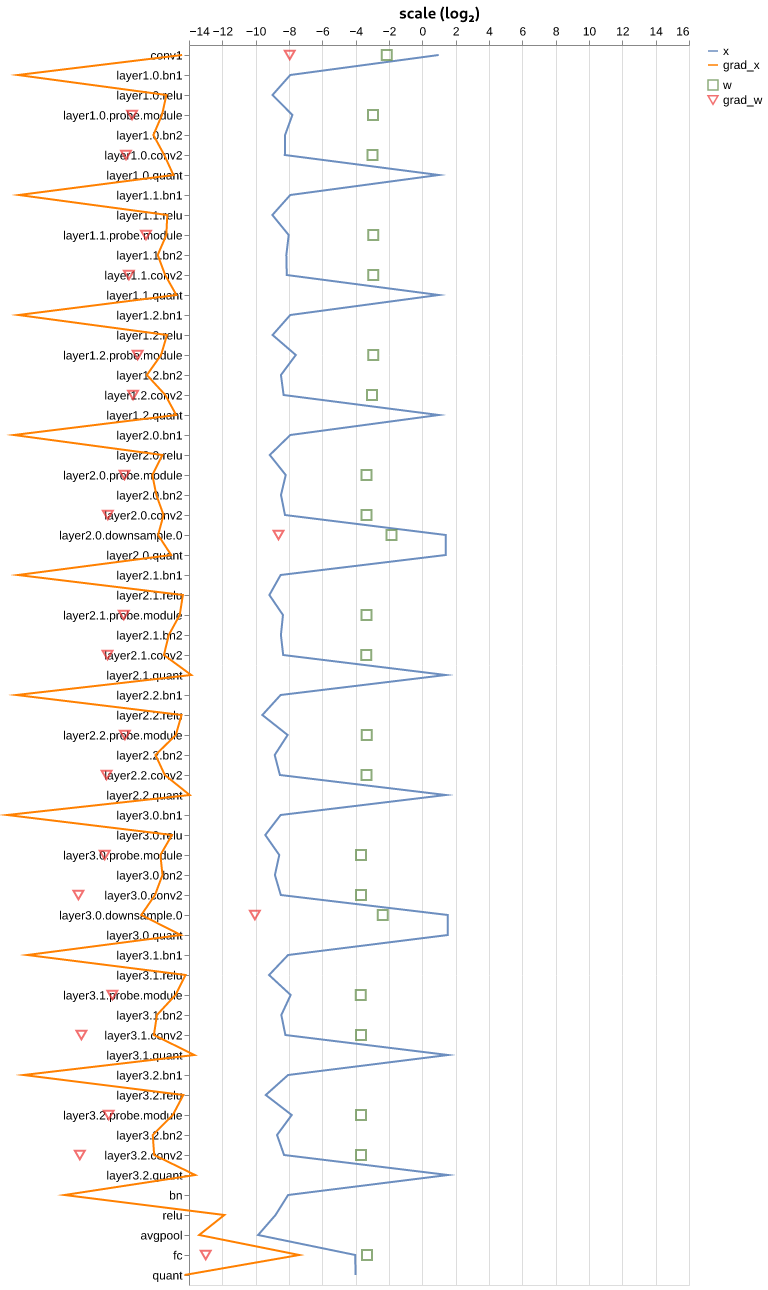 scale (log2)
−14 −12 −10 −8 −6 −4 −2 0 2 4 6 8 10 12 14 16
x
grad_x
w
grad_w
conv1
layer1.0.bn1
layer1.0.relu
layer1.0.probe.module
layer1.0.bn2
layer1.0.conv2
layer1.0.quant
layer1.1.bn1
layer1.1.relu
layer1.1.probe.module
layer1.1.bn2
layer1.1.conv2
layer1.1.quant
layer1.2.bn1
layer1.2.relu
layer1.2.probe.module
layer1.2.bn2
layer1.2.conv2
layer1.2.quant
layer2.0.bn1
layer2.0.relu
layer2.0.probe.module
layer2.0.bn2
layer2.0.conv2
layer2.0.downsample.0
layer2.0.quant
layer2.1.bn1
layer2.1.relu
layer2.1.probe.module
layer2.1.bn2
layer2.1.conv2
layer2.1.quant
layer2.2.bn1
layer2.2.relu
layer2.2.probe.module
layer2.2.bn2
layer2.2.conv2
layer2.2.quant
layer3.0.bn1
layer3.0.relu
layer3.0.probe.module
layer3.0.bn2
layer3.0.conv2
layer3.0.downsample.0
layer3.0.quant
layer3.1.bn1
layer3.1.relu
layer3.1.probe.module
layer3.1.bn2
layer3.1.conv2
layer3.1.quant
layer3.2.bn1
layer3.2.relu
layer3.2.probe.module
layer3.2.bn2
layer3.2.conv2
layer3.2.quant
bn
relu
avgpool
fc
quant